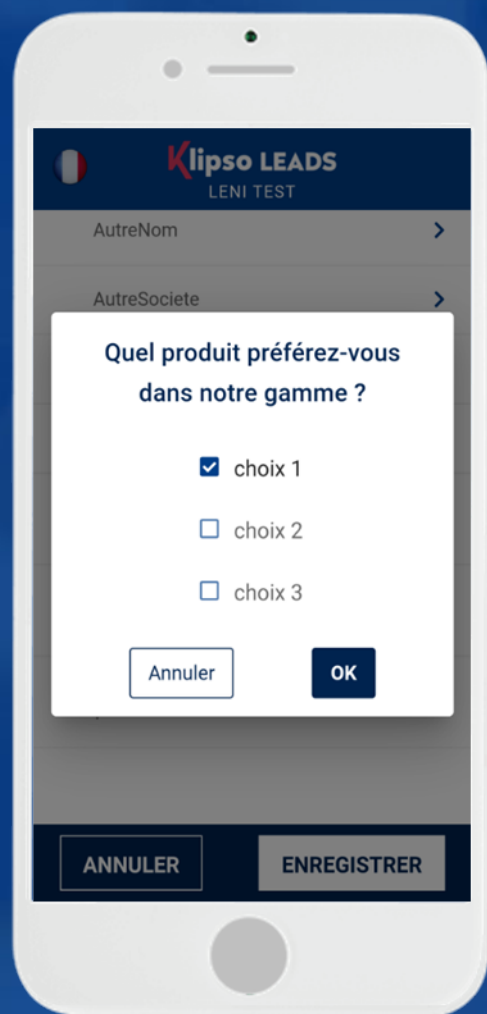 Klipso LEADS
LENI TEST
AutreNom
AutreSociete
Quel produit préférez-vous
dans notre gamme ?
choix 1
choix 2
choix 3
Annuler OK
ANNULER ENREGISTRER